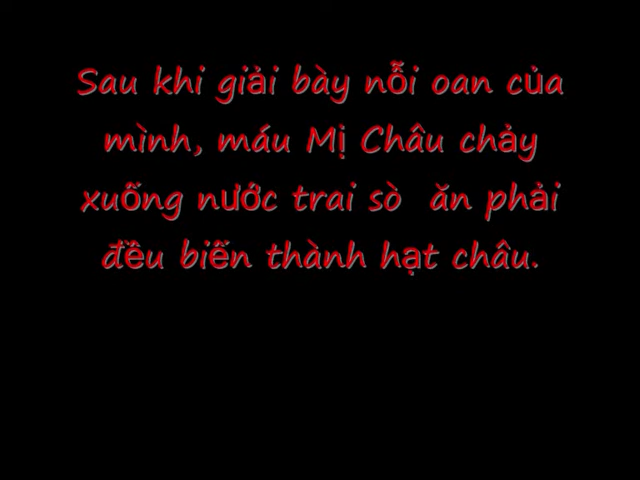 Sau khi giải bày nỗi oan của
mình, máu Mị Châu chảy
xuống nước trai sò ăn phải
đều biến thành hạt châu.